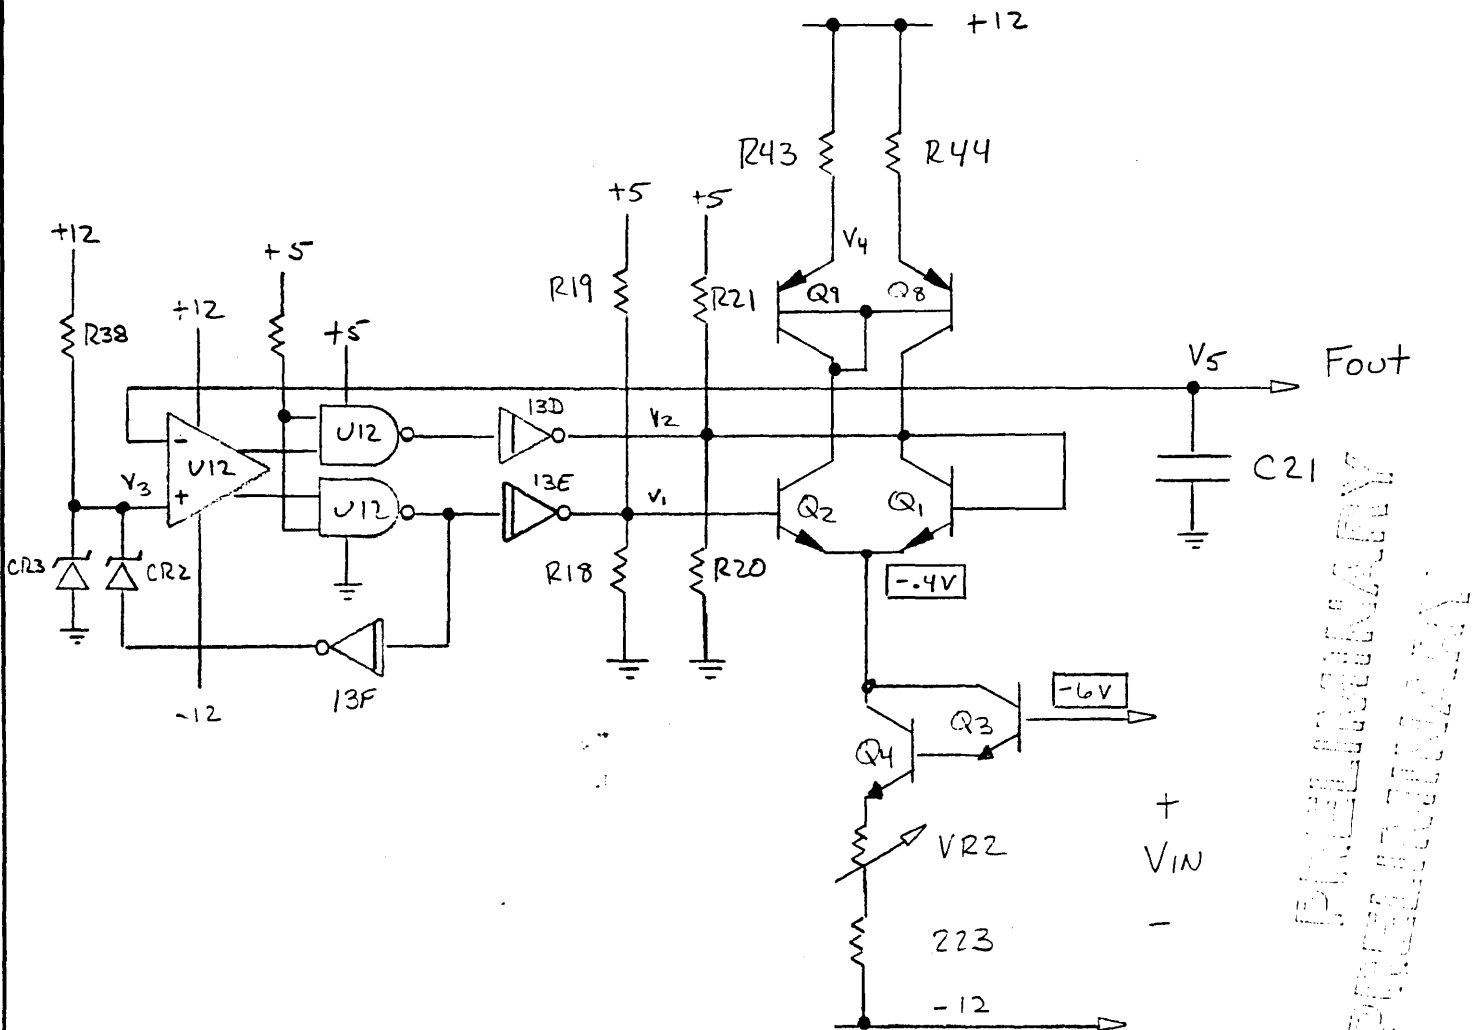 +12
R43
R44
+5
+5
+12
+5
V4
R19
R21
Q9
Q8
+12
R38
+5
V5
Fout
13D
V2
-
U12
U12
V3
+
13E
V1
U12
Q2
Q1
C21
CR3
CR2
R18
R20
-.4V
-12
13F
-6V
Q3
Q4
+
VR2
VIN
-
223
-12
PRELIMINARY
PRELIMINARY